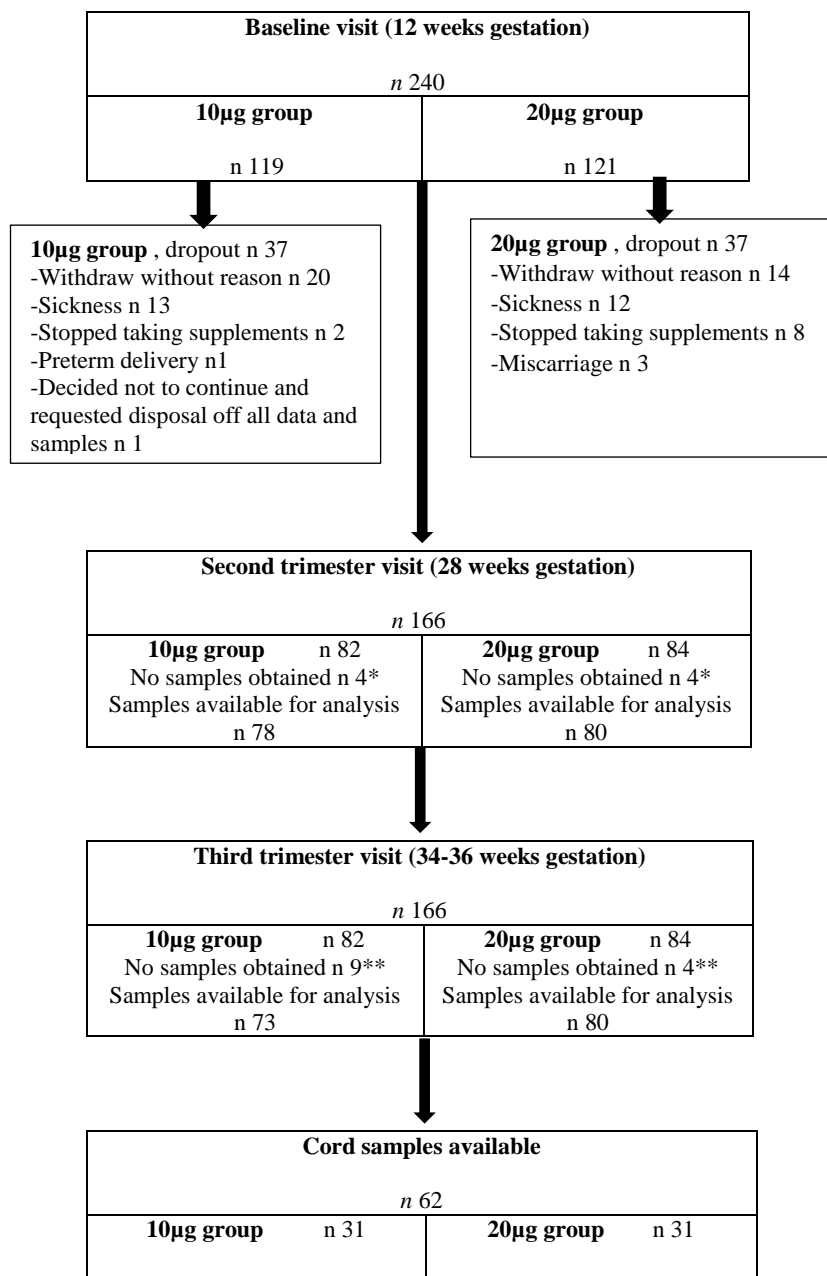 Baseline visit (12 weeks gestation)
n 240
10µg group
n 119
20µg group
n 121
10µg group , dropout n 37
-Withdraw without reason n 20
-Sickness n 13
-Stopped taking supplements n 2
-Preterm delivery n1
-Decided not to continue and
requested disposal off all data and
samples n 1
20µg group , dropout n 37
-Withdraw without reason n 14
-Sickness n 12
-Stopped taking supplements n 8
-Miscarriage n 3
Second trimester visit (28 weeks gestation)
n 166
10µg group n 82
No samples obtained n 4*
Samples available for analysis
n 78
20µg group n 84
No samples obtained n 4*
Samples available for analysis
n 80
Third trimester visit (34-36 weeks gestation)
n 166
10µg group n 82
No samples obtained n 9**
Samples available for analysis
n 73
20µg group n 84
No samples obtained n 4**
Samples available for analysis
n 80
Cord samples available
n 62
10µg group n 31
20µg group n 31